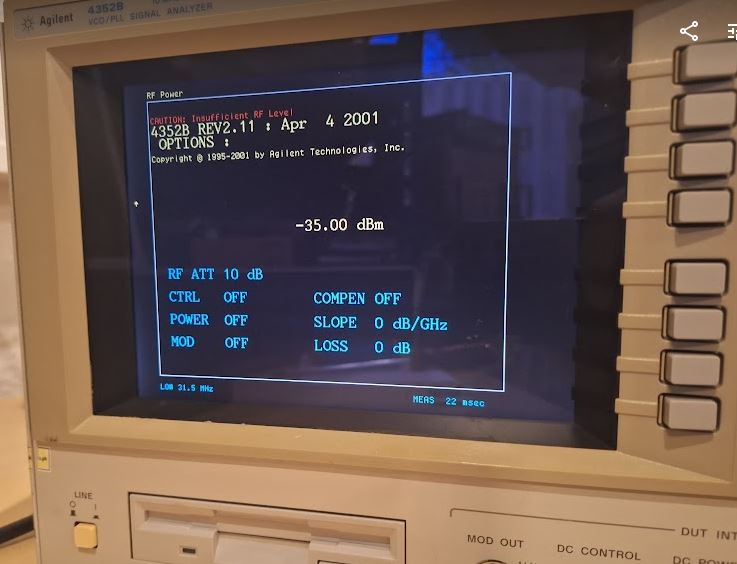 Agilent
4352B
VCO/PLL SIGNAL ANALYZER
RF Power
CAUTION: Insufficient RF Level
4352B REV2.11 : Apr 4 2001
OPTIONS :
Copyright @ 1995-2001 by Agilent Technologies, Inc.
-35.00 dBm
RF ATT 10 dB
CTRL OFF COMPEN OFF
POWER OFF SLOPE 0 dB/GHz
MOD OFF LOSS 0 dB
LOW 31.5 MHz MEAS 22 msec
LINE
O I
MOD OUT
DC CONTROL
DUT INT
DC POW